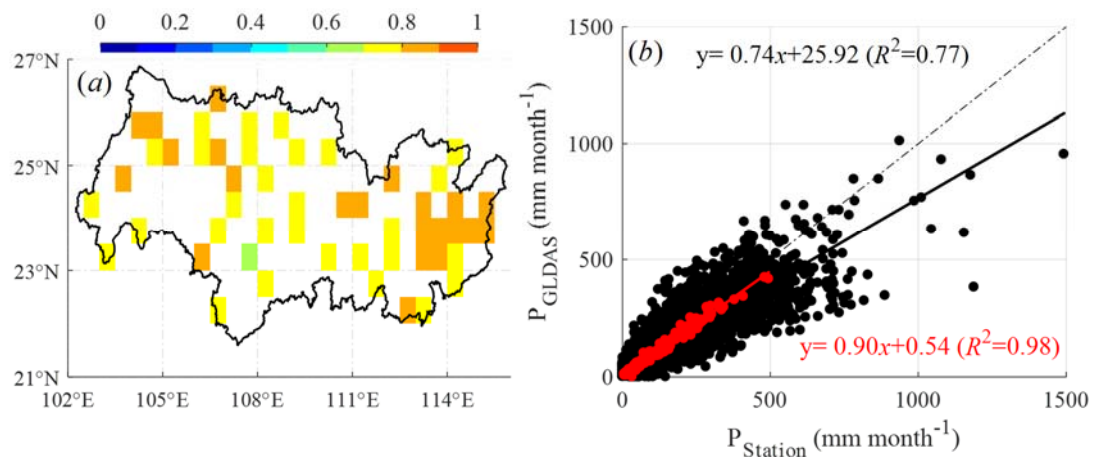 0 0.2 0.4 0.6 0.8 1
(a)
27°N
25°N
23°N
21°N
102°E 105°E 108°E 111°E 114°E
(b)
y= 0.74x+25.92 (R²=0.77)
y= 0.90x+0.54 (R²=0.98)
1500
1000
500
0
0 500 1000 1500
P_GLDAS (mm month⁻¹)
P_Station (mm month⁻¹)